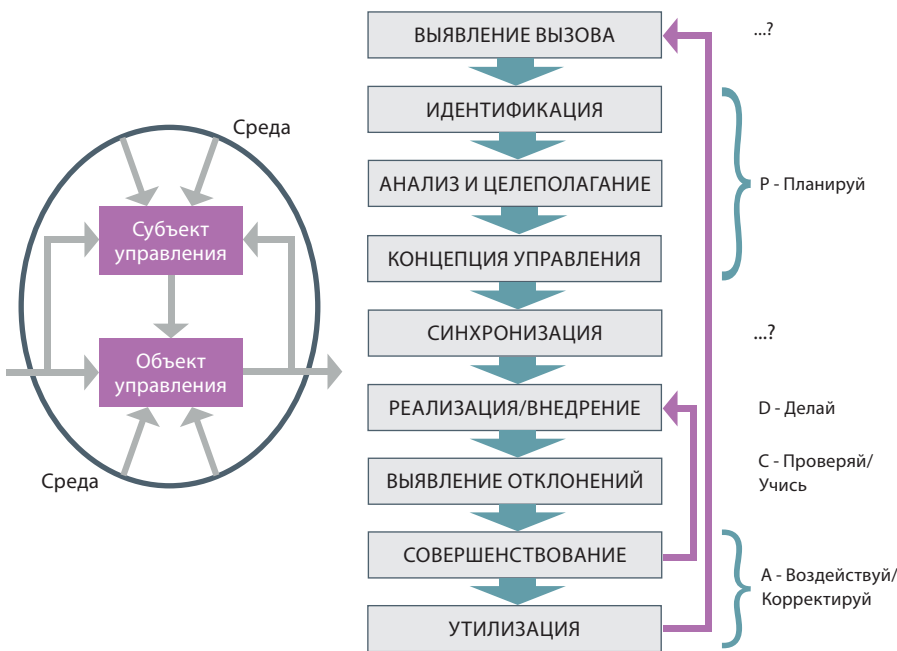 Среда
Субъект
управления
Объект
управления
Среда
ВЫЯВЛЕНИЕ ВЫЗОВА
ИДЕНТИФИКАЦИЯ
АНАЛИЗ И ЦЕЛЕПОЛАГАНИЕ
КОНЦЕПЦИЯ УПРАВЛЕНИЯ
СИНХРОНИЗАЦИЯ
РЕАЛИЗАЦИЯ/ВНЕДРЕНИЕ
ВЫЯВЛЕНИЕ ОТКЛОНЕНИЙ
СОВЕРШЕНСТВОВАНИЕ
УТИЛИЗАЦИЯ
...?
P - Планируй
...?
D - Делай
C - Проверяй/
Учись
A - Воздействуй/
Корректируй